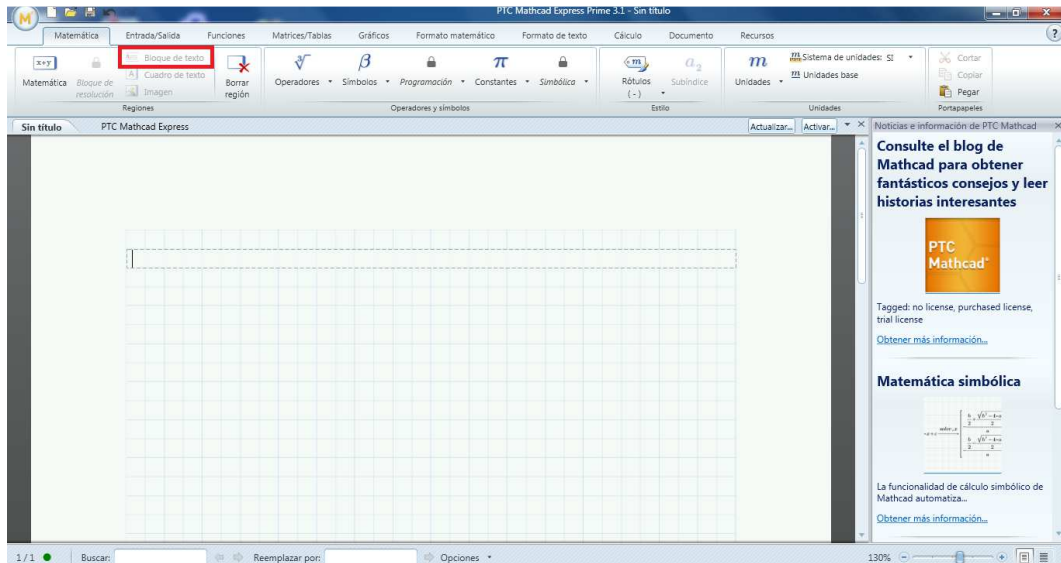 PTC Mathcad Express Prime 3.1 - Sin título
Matemática Entrada/Salida Funciones Matrices/Tablas Gráficos Formato matemático Formato de texto Cálculo Documento Recursos
Matemática
Bloque de resolución
Bloque de texto
Cuadro de texto
Imagen
Borrar región
Regiones
Operadores Símbolos Programación Constantes Simbólica
Operadores y símbolos
Rótulos
(-)
Subíndice
Estilo
Unidades
Sistema de unidades: SI
Unidades base
Unidades
Cortar
Copiar
Pegar
Portapapeles
Sin título PTC Mathcad Express Actualizar... Activar...
Noticias e información de PTC Mathcad
Consulte el blog de
Mathcad para obtener
fantásticos consejos y leer
historias interesantes
PTC
Mathcad
Tagged: no license, purchased license,
trial license
Obtener más información...
Matemática simbólica
La funcionalidad de cálculo simbólico de
Mathcad automatiza...
Obtener más información...
1 / 1 Buscar: Reemplazar por: Opciones 130%